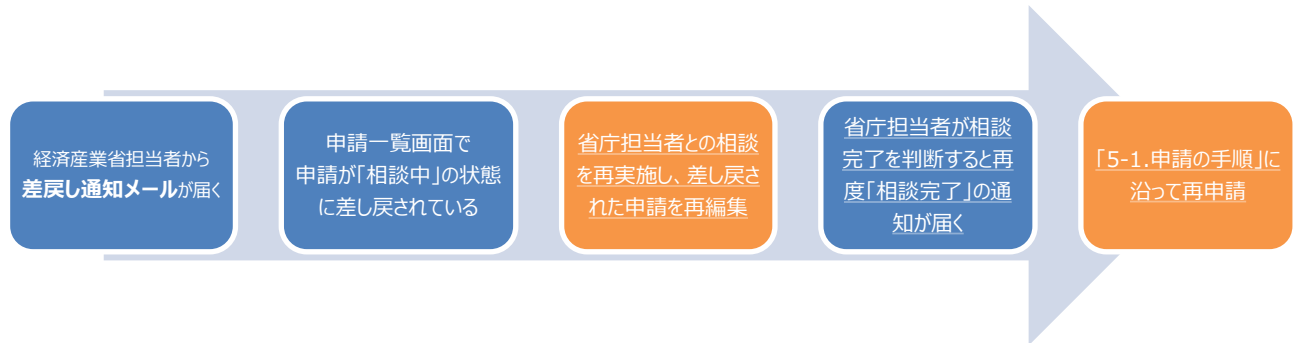 経済産業省担当者から
差戻し通知メールが届く
申請一覧画面で
申請が「相談中」の状態
に差し戻されている
省庁担当者との相談
を再実施し、差し戻さ
れた申請を再編集
省庁担当者が相談
完了を判断すると再
度「相談完了」の通
知が届く
「5-1.申請の手順」に
沿って再申請